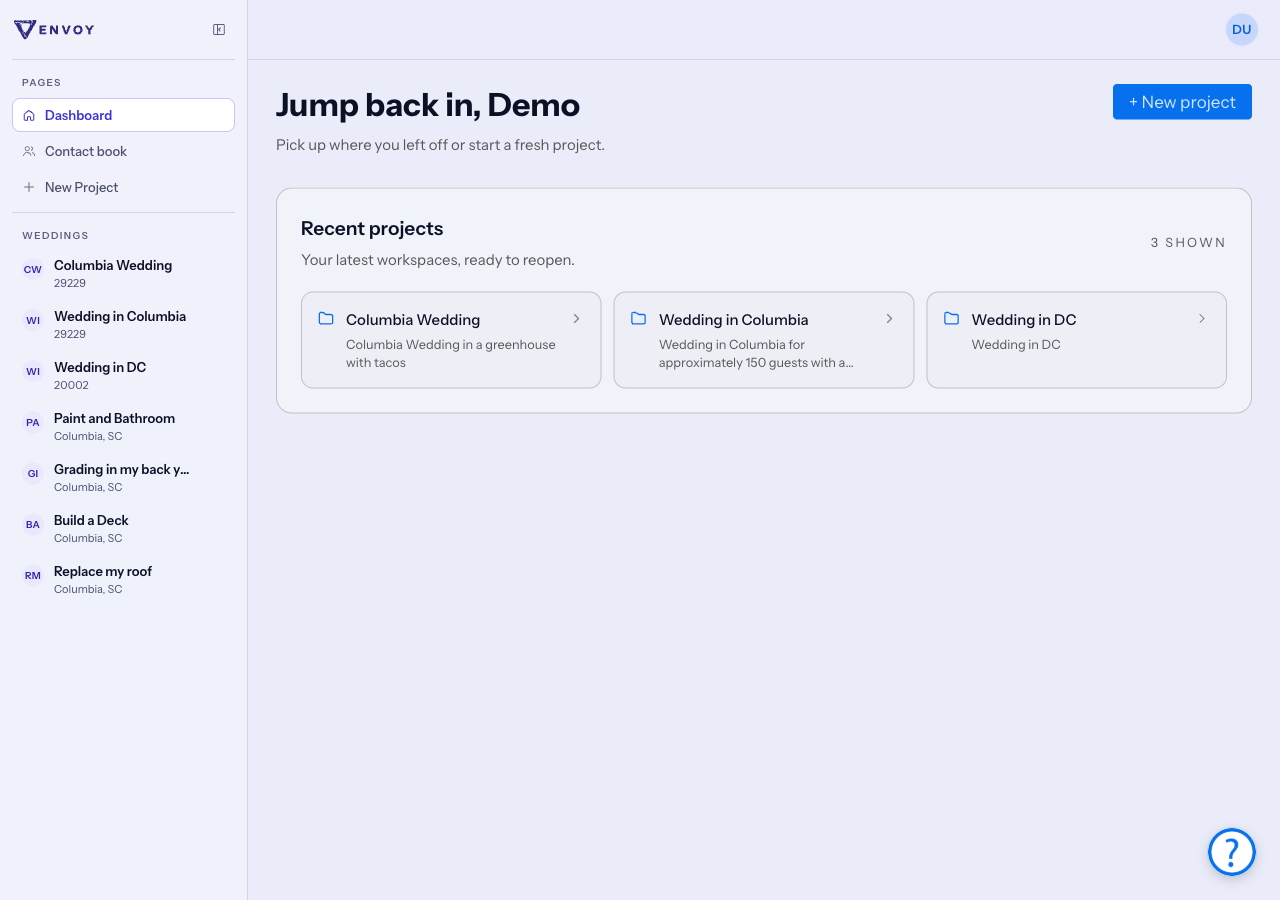 ENVOY
DU
PAGES
Dashboard
Contact book
New Project
WEDDINGS
CW
Columbia Wedding
29229
WI
Wedding in Columbia
29229
WI
Wedding in DC
20002
PA
Paint and Bathroom
Columbia, SC
GI
Grading in my back y...
Columbia, SC
BA
Build a Deck
Columbia, SC
RM
Replace my roof
Columbia, SC
Jump back in, Demo
+ New project
Pick up where you left off or start a fresh project.
Recent projects
3 SHOWN
Your latest workspaces, ready to reopen.
Columbia Wedding
Columbia Wedding in a greenhouse
with tacos
Wedding in Columbia
Wedding in Columbia for
approximately 150 guests with a...
Wedding in DC
Wedding in DC
?